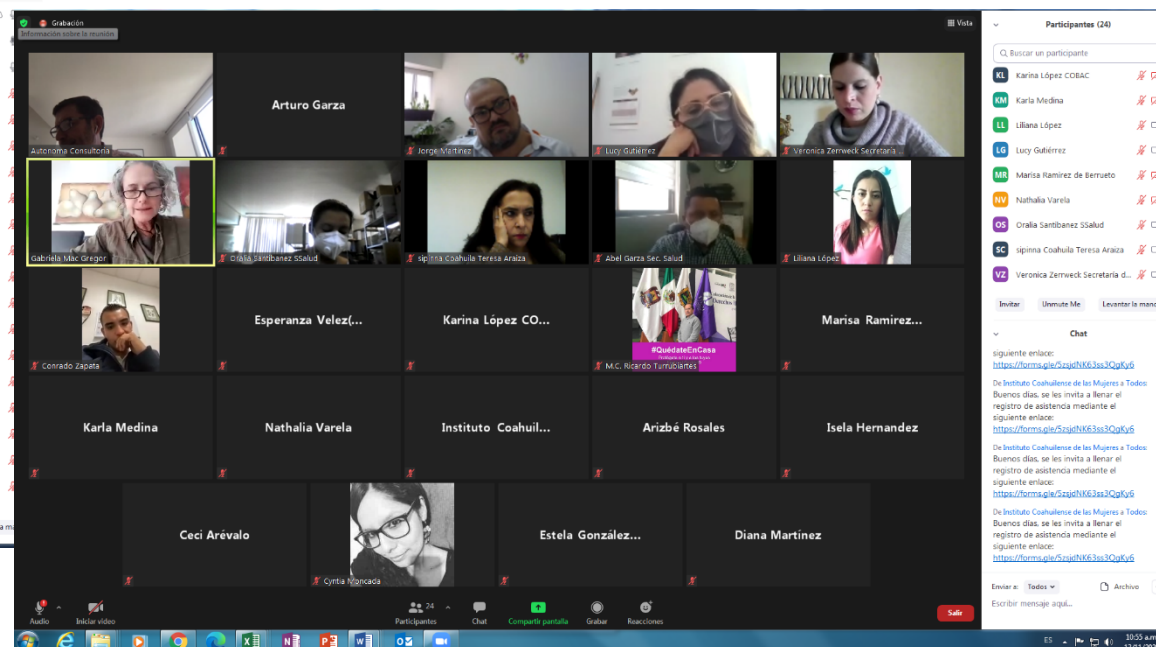 Grabación
Información sobre la reunión
Vista
Autonoma Consultoria
Arturo Garza
Jorge Martinez
Lucy Gutiérrez
Veronica Zerrweck Secretaria ...
Gabriela Mac Gregor
Oralia Santibanez SSalud
sipinna Coahuila Teresa Araiza
Abel Garza Sec. Salud
Liliana López
Conrado Zapata
Esperanza Velez(...
Karina López CO...
#QuédateEnCasa
M.C. Ricardo Turrubiartes
Marisa Ramirez...
Karla Medina
Nathalia Varela
Instituto Coahuil...
Arizbé Rosales
Isela Hernandez
Ceci Arévalo
Cyntia Moncada
Estela González...
Diana Martínez
Audio
Iniciar video
24
Participantes
Chat
Compartir pantalla
Grabar
Reacciones
Salir
Participantes (24)
Buscar un participante
KL Karina López COBAC
KM Karla Medina
LL Liliana López
LG Lucy Gutiérrez
MR Marisa Ramirez de Berrueto
NV Nathalia Varela
OS Oralia Santibanez SSalud
SC sipinna Coahuila Teresa Araiza
VZ Veronica Zerrweck Secretaría d...
Invitar Unmute Me Levantar la mano
Chat
siguiente enlace:
https://forms.gle/5zsjdNK63ss3QgKy6
De Instituto Coahuilense de las Mujeres a Todos:
Buenos días, se les invita a llenar el
registro de asistencia mediante el
siguiente enlace:
https://forms.gle/5zsjdNK63ss3QgKy6
De Instituto Coahuilense de las Mujeres a Todos:
Buenos días, se les invita a llenar el
registro de asistencia mediante el
siguiente enlace:
https://forms.gle/5zsjdNK63ss3QgKy6
De Instituto Coahuilense de las Mujeres a Todos:
Buenos días, se les invita a llenar el
registro de asistencia mediante el
siguiente enlace:
https://forms.gle/5zsjdNK63ss3QgKy6
Enviar a: Todos
Archivo
Escribir mensaje aquí...
ES
10:55 a.m.